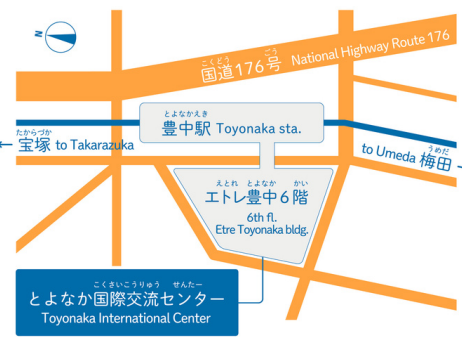 N
こくどう ごう
国道176号 National Highway Route 176
とよなかえき
豊中駅 Toyonaka sta.
たからづか
宝塚 to Takarazuka
うめだ
to Umeda 梅田
えとれ とよなか かい
エトレ豊中6階
6th fl.
Etre Toyonaka bldg.
こくさいこうりゅう せんたー
とよなか国際交流センター
Toyonaka International Center